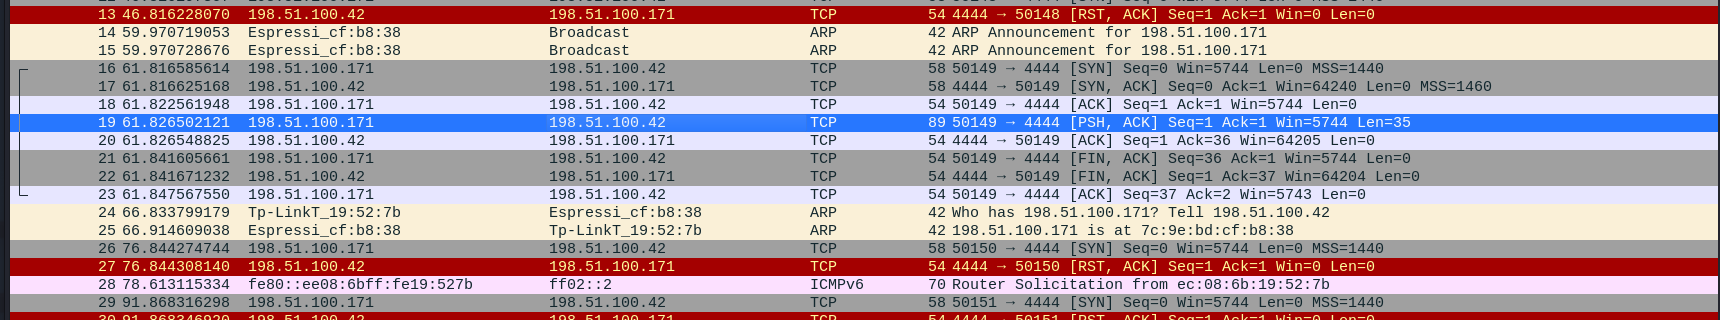 13 46.816228070 198.51.100.42 198.51.100.171 TCP 54 4444 → 50148 [RST, ACK] Seq=1 Ack=1 Win=0 Len=0
14 59.970719053 Espressi_cf:b8:38 Broadcast ARP 42 ARP Announcement for 198.51.100.171
15 59.970728676 Espressi_cf:b8:38 Broadcast ARP 42 ARP Announcement for 198.51.100.171
16 61.816585614 198.51.100.171 198.51.100.42 TCP 58 50149 → 4444 [SYN] Seq=0 Win=5744 Len=0 MSS=1440
17 61.816625168 198.51.100.42 198.51.100.171 TCP 58 4444 → 50149 [SYN, ACK] Seq=0 Ack=1 Win=64240 Len=0 MSS=1460
18 61.822561948 198.51.100.171 198.51.100.42 TCP 54 50149 → 4444 [ACK] Seq=1 Ack=1 Win=5744 Len=0
19 61.826502121 198.51.100.171 198.51.100.42 TCP 89 50149 → 4444 [PSH, ACK] Seq=1 Ack=1 Win=5744 Len=35
20 61.826548825 198.51.100.42 198.51.100.171 TCP 54 4444 → 50149 [ACK] Seq=1 Ack=36 Win=64205 Len=0
21 61.841605661 198.51.100.171 198.51.100.42 TCP 54 50149 → 4444 [FIN, ACK] Seq=36 Ack=1 Win=5744 Len=0
22 61.841671232 198.51.100.42 198.51.100.171 TCP 54 4444 → 50149 [FIN, ACK] Seq=1 Ack=37 Win=64204 Len=0
23 61.847567550 198.51.100.171 198.51.100.42 TCP 54 50149 → 4444 [ACK] Seq=37 Ack=2 Win=5743 Len=0
24 66.833799179 Tp-LinkT_19:52:7b Espressi_cf:b8:38 ARP 42 Who has 198.51.100.171? Tell 198.51.100.42
25 66.914609038 Espressi_cf:b8:38 Tp-LinkT_19:52:7b ARP 42 198.51.100.171 is at 7c:9e:bd:cf:b8:38
26 76.844274744 198.51.100.171 198.51.100.42 TCP 58 50150 → 4444 [SYN] Seq=0 Win=5744 Len=0 MSS=1440
27 76.844308140 198.51.100.42 198.51.100.171 TCP 54 4444 → 50150 [RST, ACK] Seq=1 Ack=1 Win=0 Len=0
28 78.613115334 fe80::ee08:6bff:fe19:527b ff02::2 ICMPv6 70 Router Solicitation from ec:08:6b:19:52:7b
29 91.868316298 198.51.100.171 198.51.100.42 TCP 58 50151 → 4444 [SYN] Seq=0 Win=5744 Len=0 MSS=1440
30 91.868346920 198.51.100.42 198.51.100.171 TCP 54 4444 → 50151 [RST, ACK] Seq=1 Ack=1 Win=0 Len=0